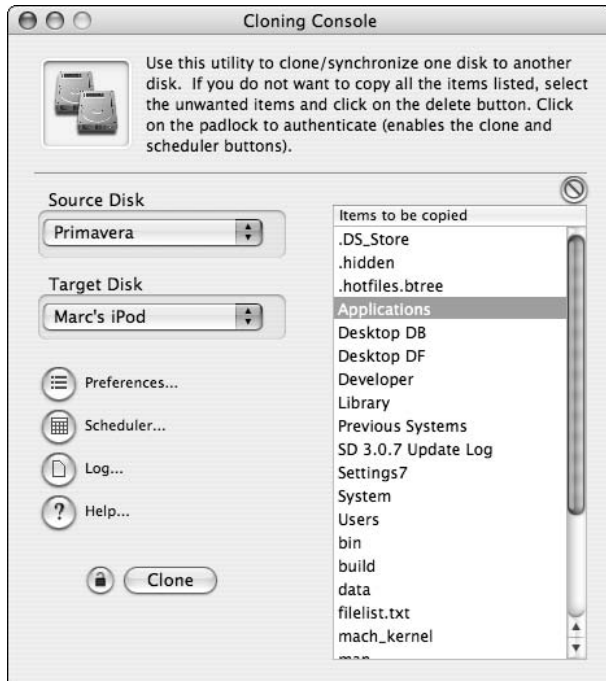 Cloning Console
Use this utility to clone/synchronize one disk to another
disk. If you do not want to copy all the items listed, select
the unwanted items and click on the delete button. Click
on the padlock to authenticate (enables the clone and
scheduler buttons).
Source Disk
Primavera
Target Disk
Marc's iPod
Preferences...
Scheduler...
Log...
? Help...
Clone
Items to be copied
.DS_Store
.hidden
.hotfiles.btree
Applications
Desktop DB
Desktop DF
Developer
Library
Previous Systems
SD 3.0.7 Update Log
Settings7
System
Users
bin
build
data
filelist.txt
mach_kernel